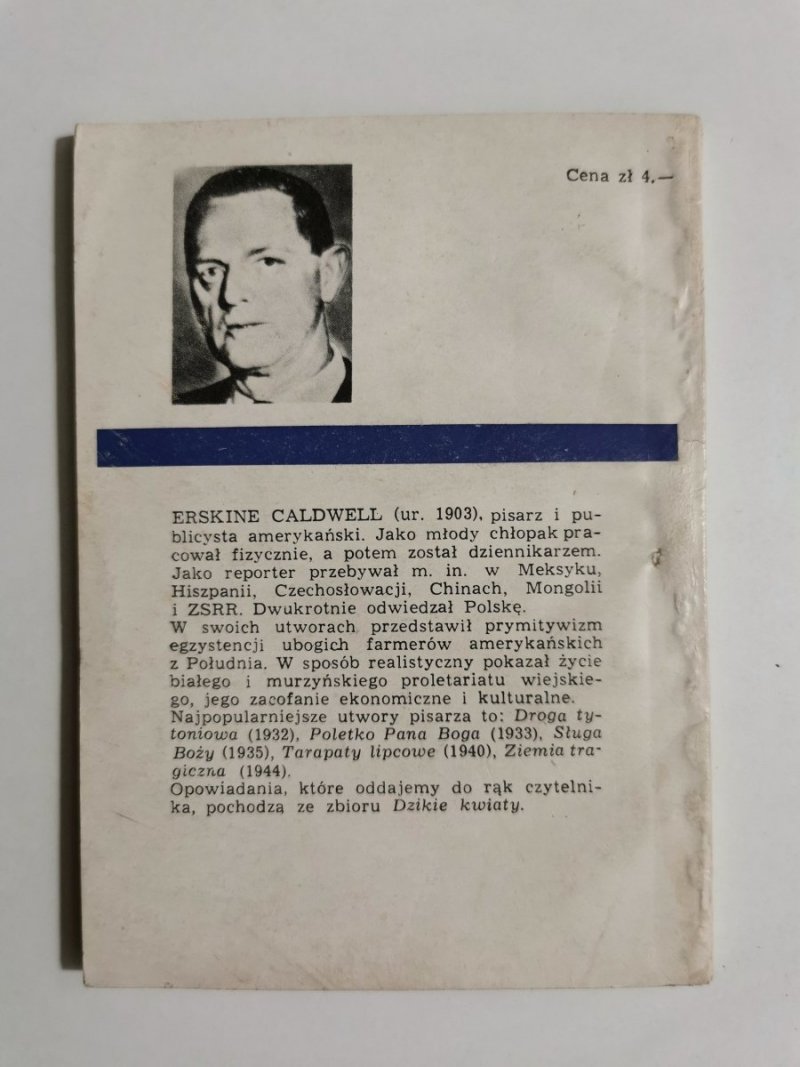 Cena zł 4.—
ERSKINE CALDWELL (ur. 1903), pisarz i pu-
blicysta amerykański. Jako młody chłopak pra-
cował fizycznie, a potem został dziennikarzem.
Jako reporter przebywał m. in. w Meksyku,
Hiszpanii, Czechosłowacji, Chinach, Mongolii
i ZSRR. Dwukrotnie odwiedzał Polskę.
W swoich utworach przedstawił prymitywizm
egzystencji ubogich farmerów amerykańskich
z Południa. W sposób realistyczny pokazał życie
białego i murzyńskiego proletariatu wiejskie-
go, jego zacofanie ekonomiczne i kulturalne.
Najpopularniejsze utwory pisarza to: Droga ty-
toniowa (1932), Poletko Pana Boga (1933), Sługa
Boży (1935), Tarapaty lipcowe (1940), Ziemia tra-
giczna (1944).
Opowiadania, które oddajemy do rąk czytelni-
ka, pochodzą ze zbioru Dzikie kwiaty.